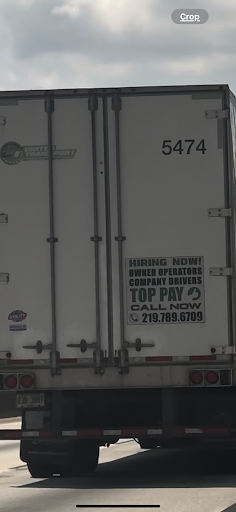 Crop
5474
HIRING NOW!
OWNER OPERATORS
COMPANY DRIVERS
TOP PAY
CALL NOW
219.789.6709